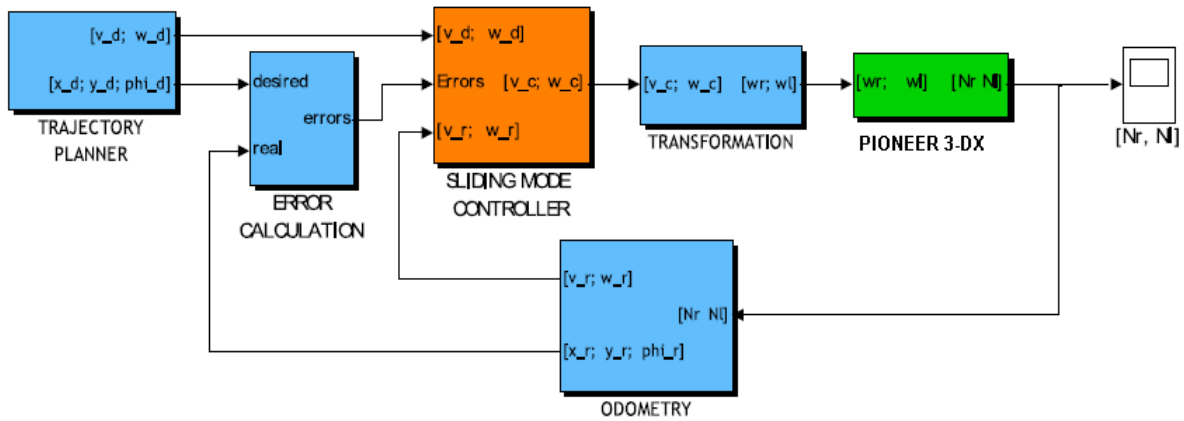 [v_d; w_d]
[x_d; y_d; phi_d]
TRAJECTORY
PLANNER
desired
errors
real
ERROR
CALCULATION
[v_d; w_d]
Errors [v_c; w_c]
[v_r; w_r]
SLIDING MODE
CONTROLLER
[v_c; w_c] [wr; wl]
TRANSFORMATION
[wr; wl] [Nr Nl]
PIONEER 3-DX
[Nr, Nl]
[v_r; w_r]
[Nr Nl]
[x_r; y_r; phi_r]
ODOMETRY